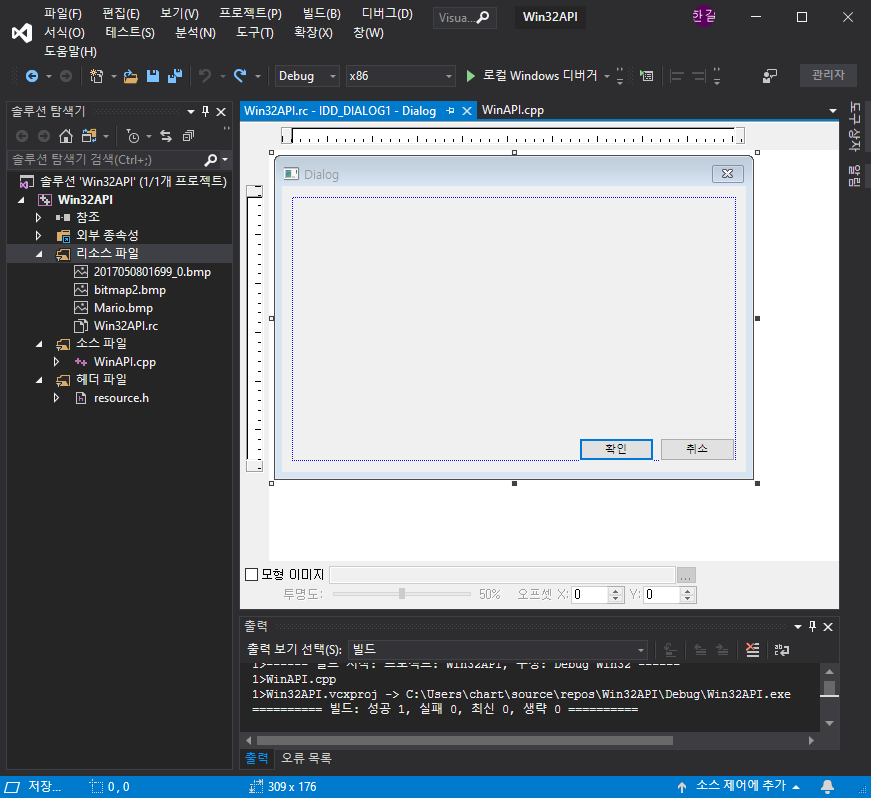 파일(F) 편집(E) 보기(V) 프로젝트(P) 빌드(B) 디버그(D) Visua... Win32API 한길
서식(O) 테스트(S) 분석(N) 도구(T) 확장(X) 창(W)
도움말(H)
Debug x86 로컬 Windows 디버거 관리자
솔루션 탐색기
솔루션 탐색기 검색(Ctrl+;)
솔루션 'Win32API' (1/1개 프로젝트)
Win32API
참조
외부 종속성
리소스 파일
2017050801699_0.bmp
bitmap2.bmp
Mario.bmp
Win32API.rc
소스 파일
WinAPI.cpp
헤더 파일
resource.h
Win32API.rc - IDD_DIALOG1 - Dialog WinAPI.cpp
Dialog
확인 취소
모형 이미지 ...
투명도: 50% 오프셋 X: 0 Y: 0
도구 상자
알림
출력
출력 보기 선택(S): 빌드
1>------ 빌드 시작: 프로젝트: Win32API, 구성: Debug Win32 ------
1>WinAPI.cpp
1>Win32API.vcxproj -> C:\Users\chart\source\repos\Win32API\Debug\Win32API.exe
========== 빌드: 성공 1, 실패 0, 최신 0, 생략 0 ==========
출력 오류 목록
저장... 0, 0 309 x 176 소스 제어에 추가